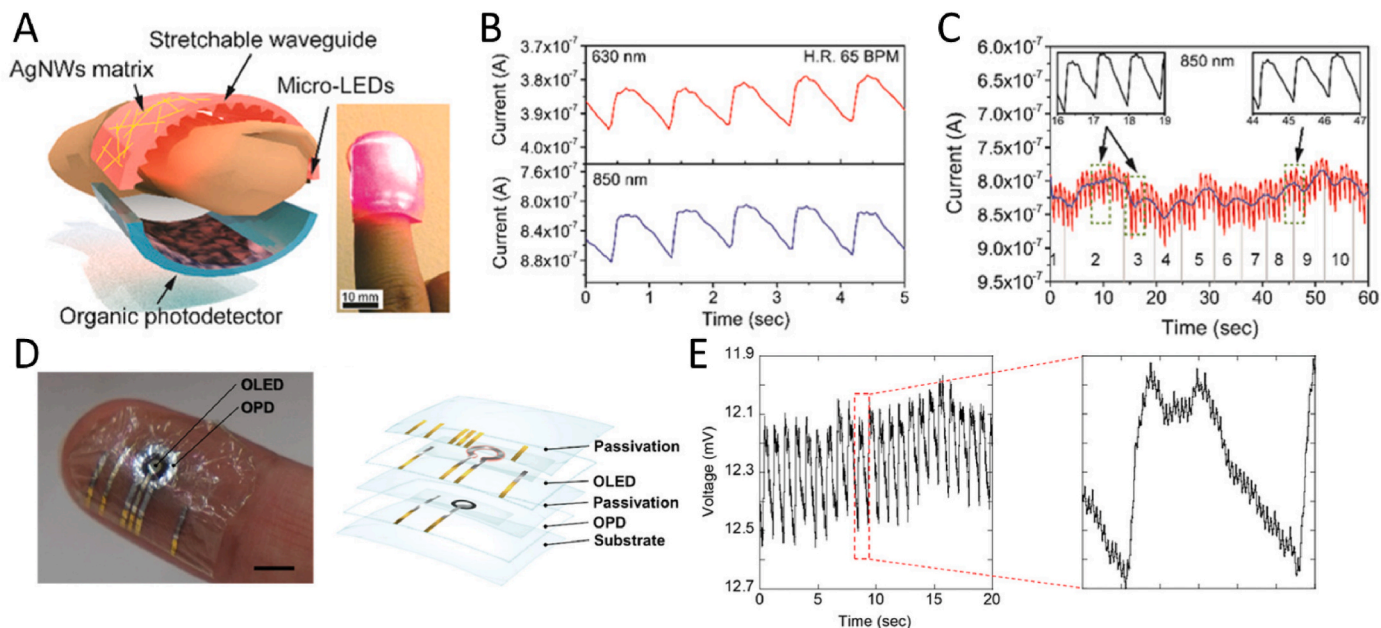 A
Stretchable waveguide
AgNWs matrix
Micro-LEDs
10 mm
Organic photodetector
B
3.7x10⁻⁷
630 nm
H.R. 65 BPM
3.8x10⁻⁷
3.9x10⁻⁷
4.0x10⁻⁷
7.6x10⁻⁷
850 nm
8.0x10⁻⁷
8.4x10⁻⁷
8.8x10⁻⁷
Current (A)
Current (A)
0 1 2 3 4 5
Time (sec)
C
6.0x10⁻⁷
6.5x10⁻⁷
7.0x10⁻⁷
7.5x10⁻⁷
8.0x10⁻⁷
8.5x10⁻⁷
9.0x10⁻⁷
9.5x10⁻⁷
Current (A)
850 nm
16 17 18 19
44 45 46 47
1 2 3 4 5 6 7 8 9 10
0 10 20 30 40 50 60
Time (sec)
D
OLED
OPD
Passivation
OLED
Passivation
OPD
Substrate
E
11.9
12.1
12.3
12.5
12.7
Voltage (mV)
0 5 10 15 20
Time (sec)